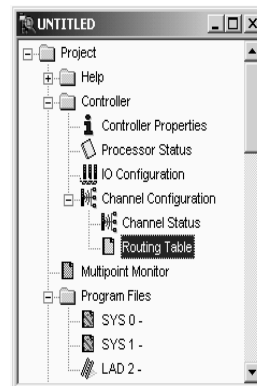 UNTITLED
Project
Help
Controller
Controller Properties
Processor Status
IO Configuration
Channel Configuration
Channel Status
Routing Table
Multipoint Monitor
Program Files
SYS 0 -
SYS 1 -
LAD 2 -